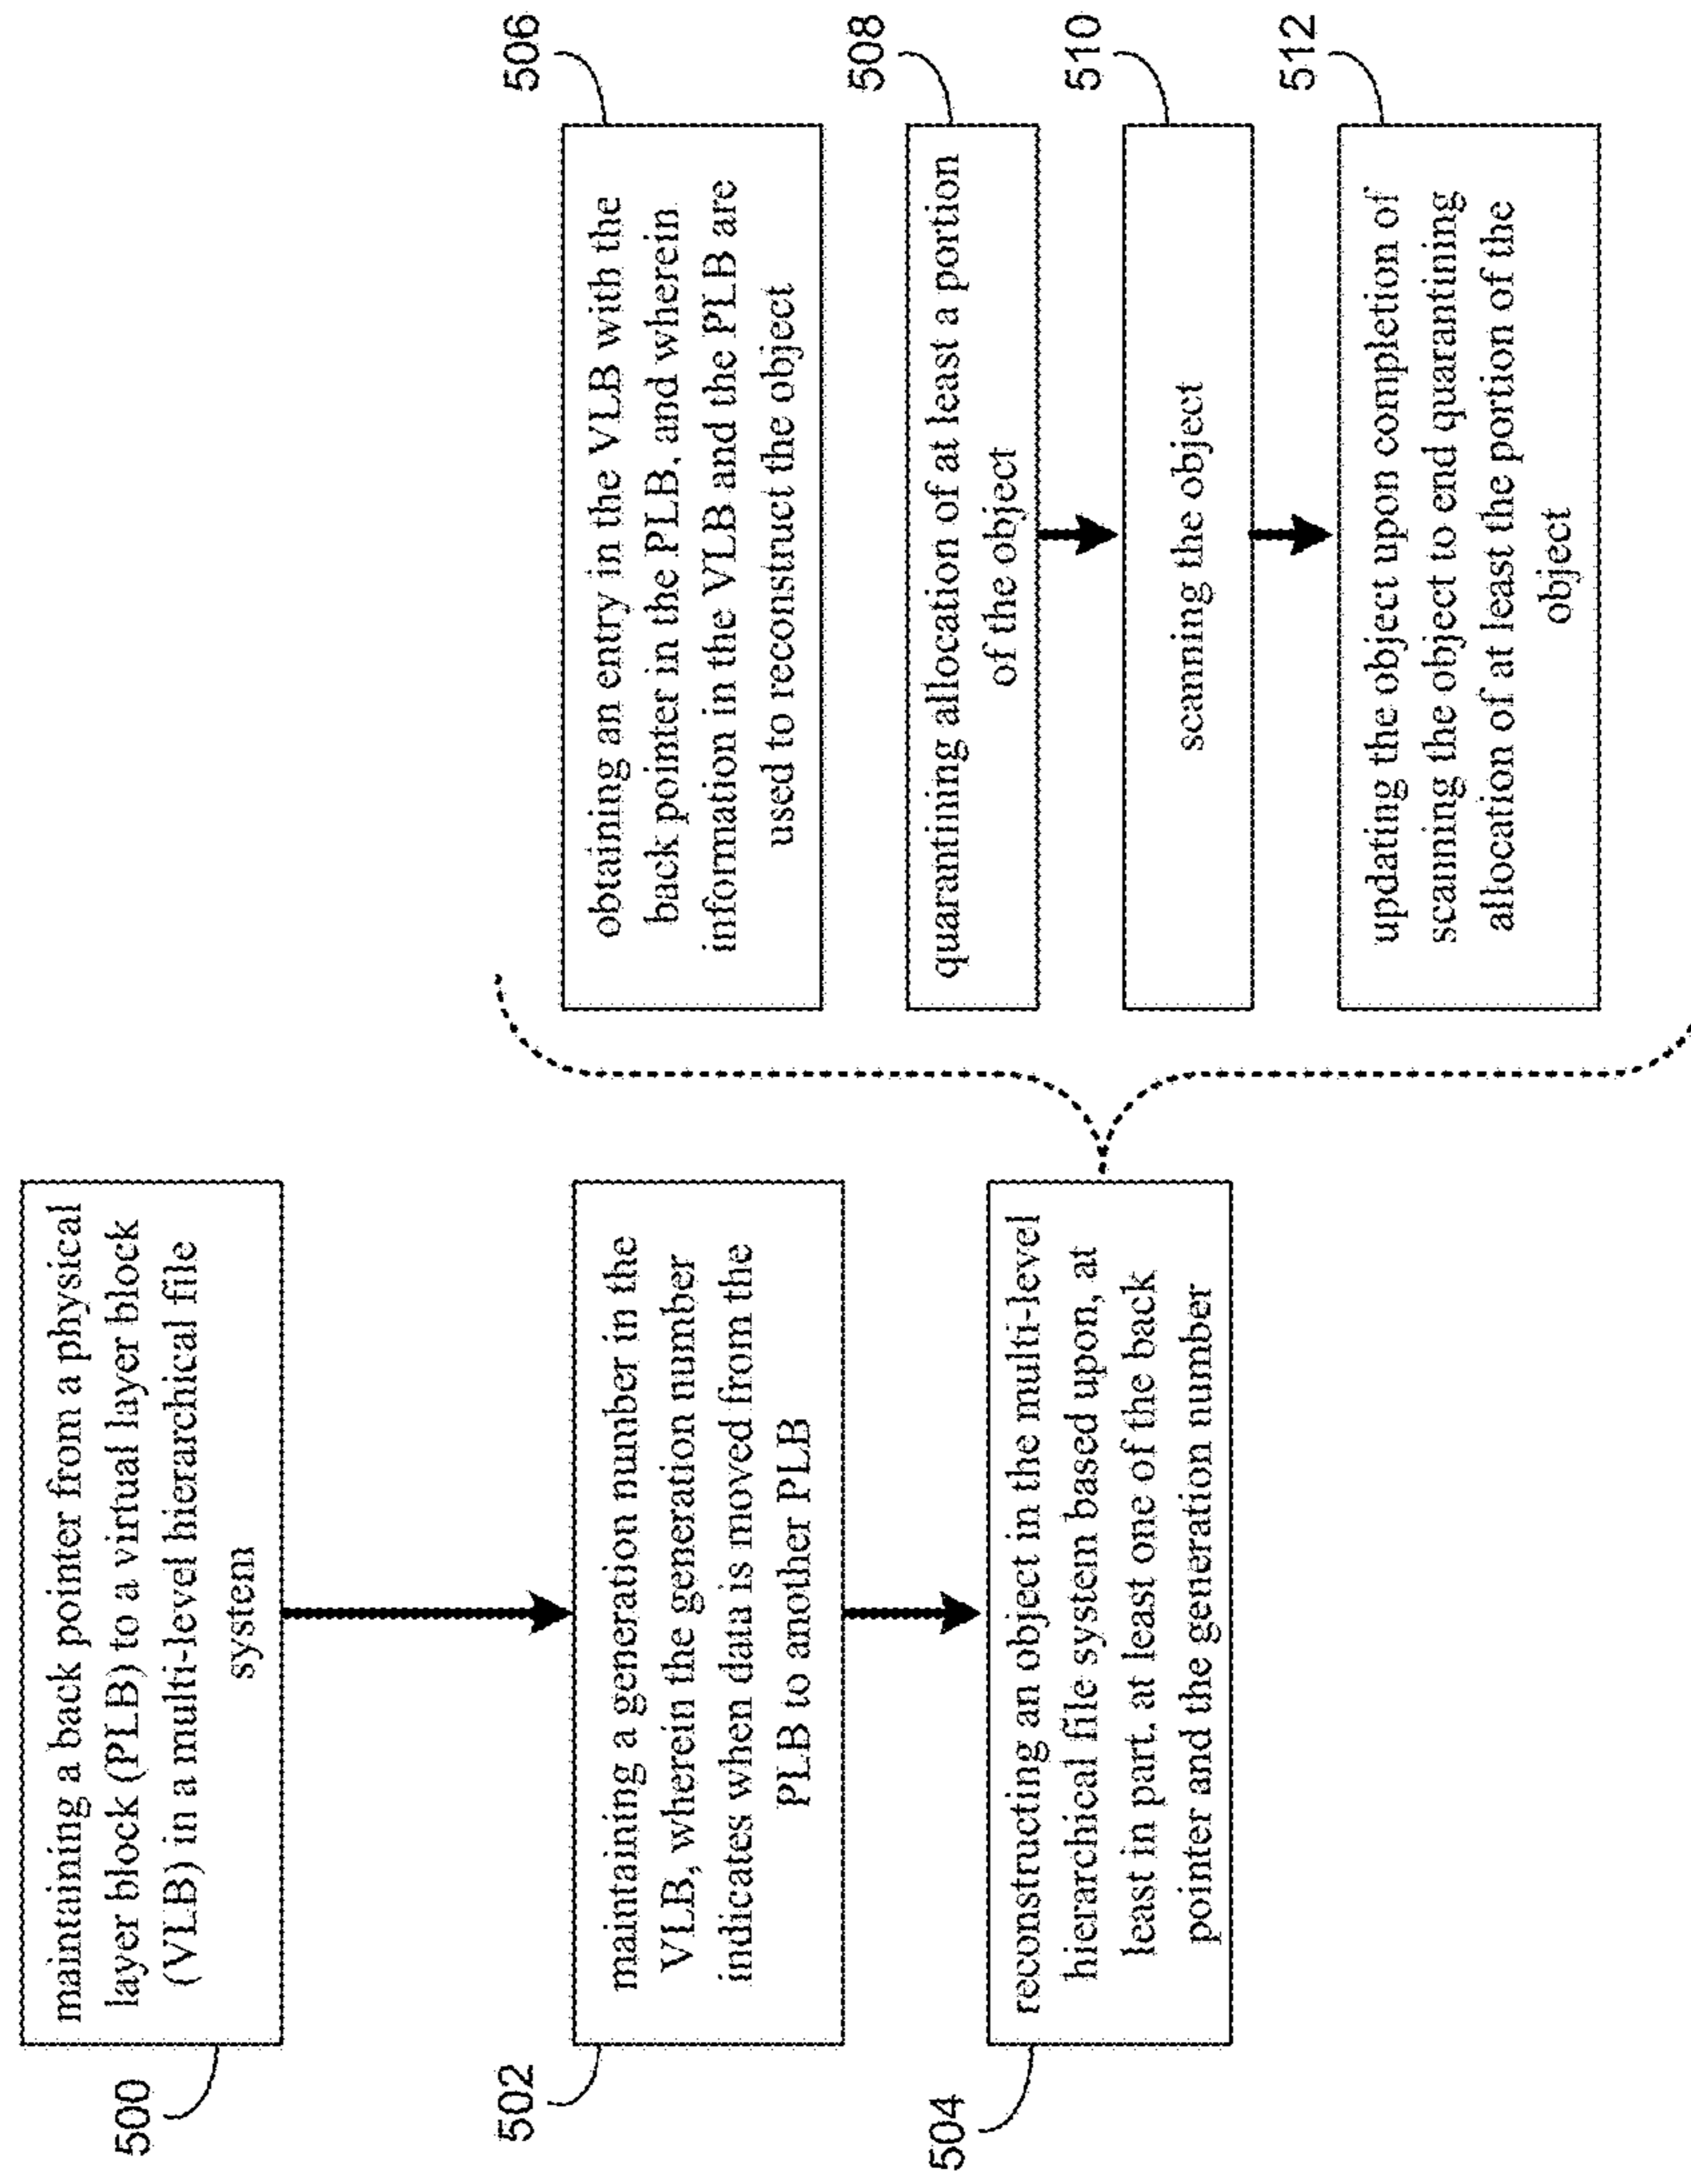 500
maintaining a back pointer from a physical
layer block (PLB) to a virtual layer block
(VLB) in a multi-level hierarchical file
system
502
maintaining a generation number in the
VLB, wherein the generation number
indicates when data is moved from the
PLB to another PLB
504
reconstructing an object in the multi-level
hierarchical file system based upon, at
least in part, at least one of the back
pointer and the generation number
506
obtaining an entry in the VLB with the
back pointer in the PLB, and wherein
information in the VLB and the PLB are
used to reconstruct the object
508
quarantining allocation of at least a portion
of the object
510
scanning the object
512
updating the object upon completion of
scanning the object to end quarantining
allocation of at least the portion of the
object